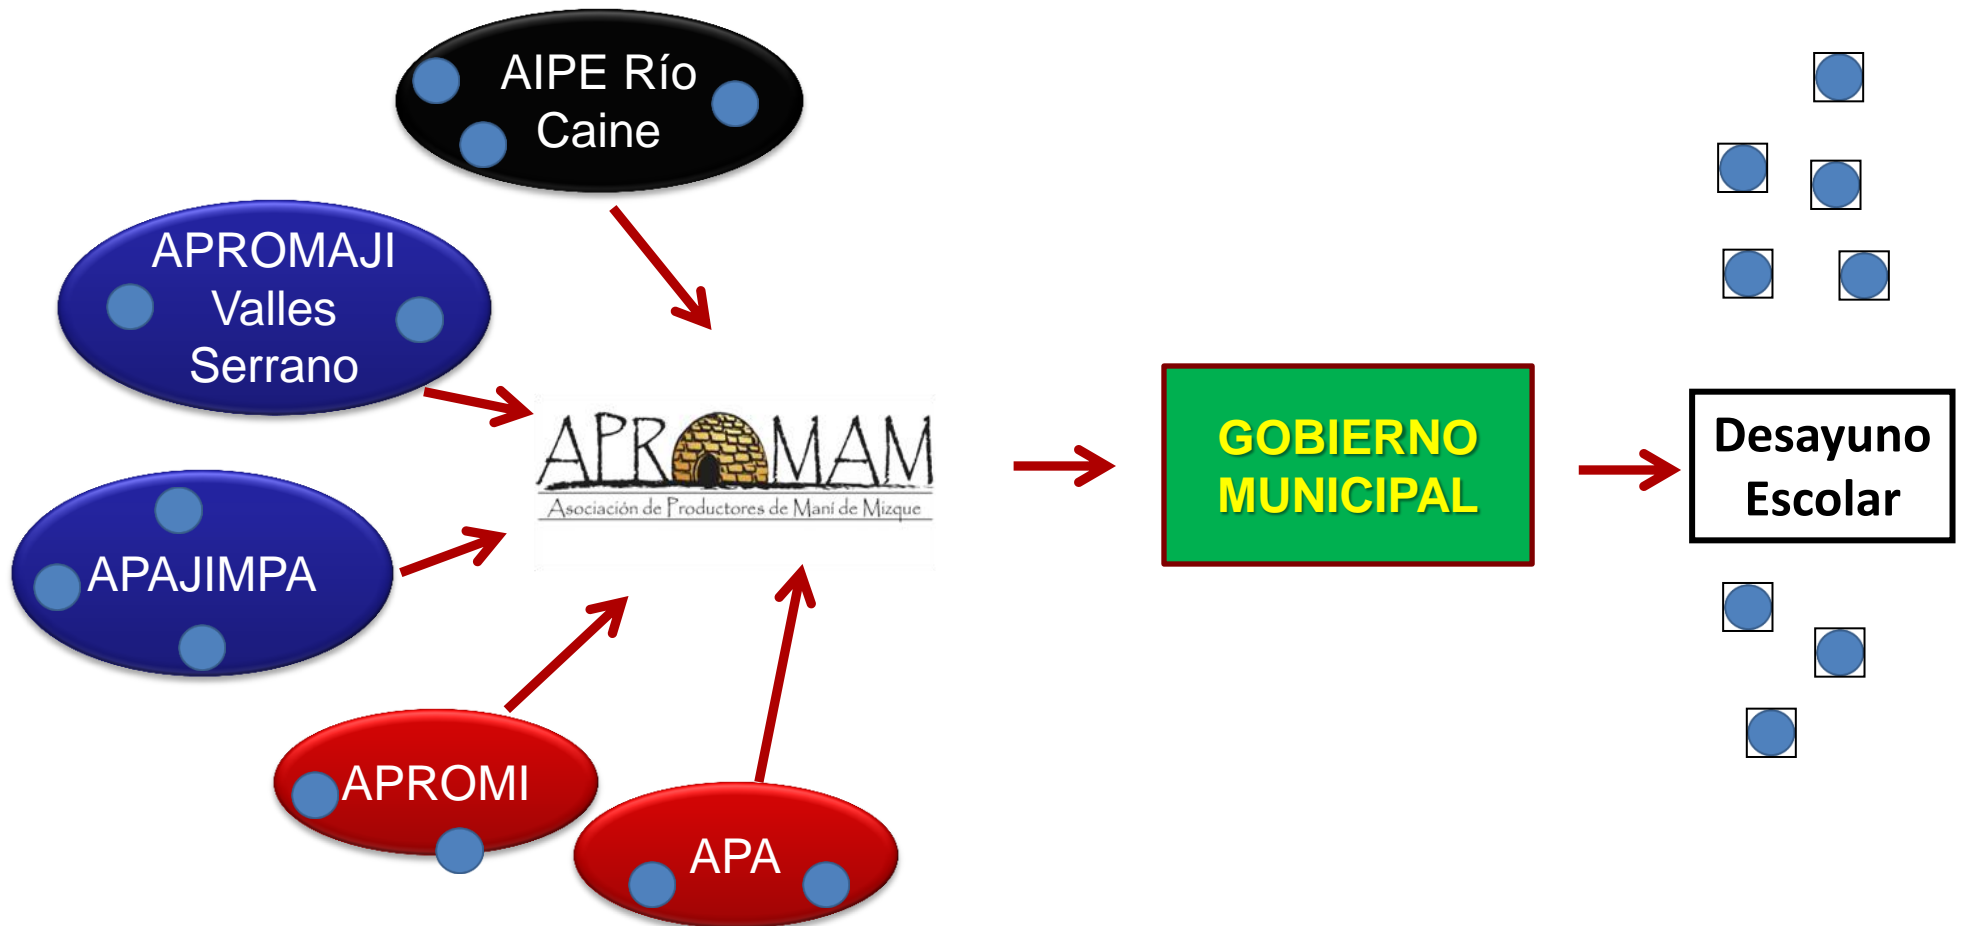 AIPE Río
Caine
APROMAJI
Valles
Serrano
APROMAM
Asociación de Productores de Maní de Mizque
GOBIERNO
MUNICIPAL
Desayuno
Escolar
APAJIMPA
APROMI
APA